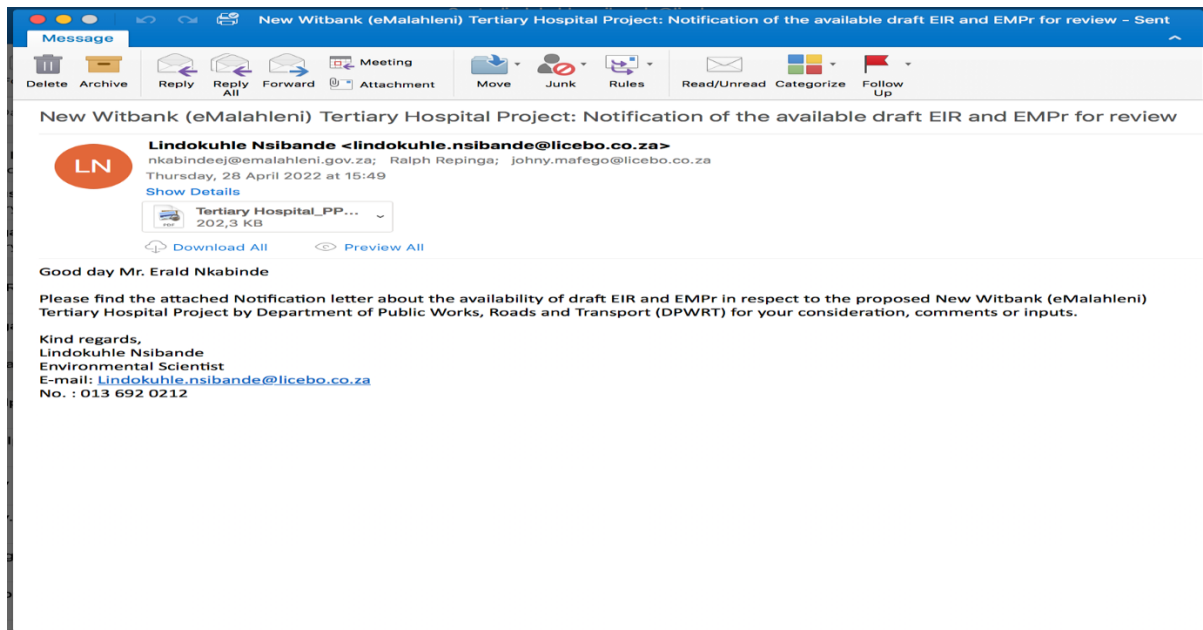 New Witbank (eMalahleni) Tertiary Hospital Project: Notification of the available draft EIR and EMPr for review – Sent
Message
Delete Archive Reply Reply All Forward Meeting Attachment Move Junk Rules Read/Unread Categorize Follow Up
New Witbank (eMalahleni) Tertiary Hospital Project: Notification of the available draft EIR and EMPr for review
LN
Lindokuhle Nsibande <lindokuhle.nsibande@licebo.co.za>
nkabindeej@emalahleni.gov.za; Ralph Repinga; johny.mafego@licebo.co.za
Thursday, 28 April 2022 at 15:49
Show Details
Tertiary Hospital_PP...
202,3 KB
Download All Preview All
Good day Mr. Erald Nkabinde
Please find the attached Notification letter about the availability of draft EIR and EMPr in respect to the proposed New Witbank (eMalahleni)
Tertiary Hospital Project by Department of Public Works, Roads and Transport (DPWRT) for your consideration, comments or inputs.
Kind regards,
Lindokuhle Nsibande
Environmental Scientist
E-mail: Lindokuhle.nsibande@licebo.co.za
No. : 013 692 0212